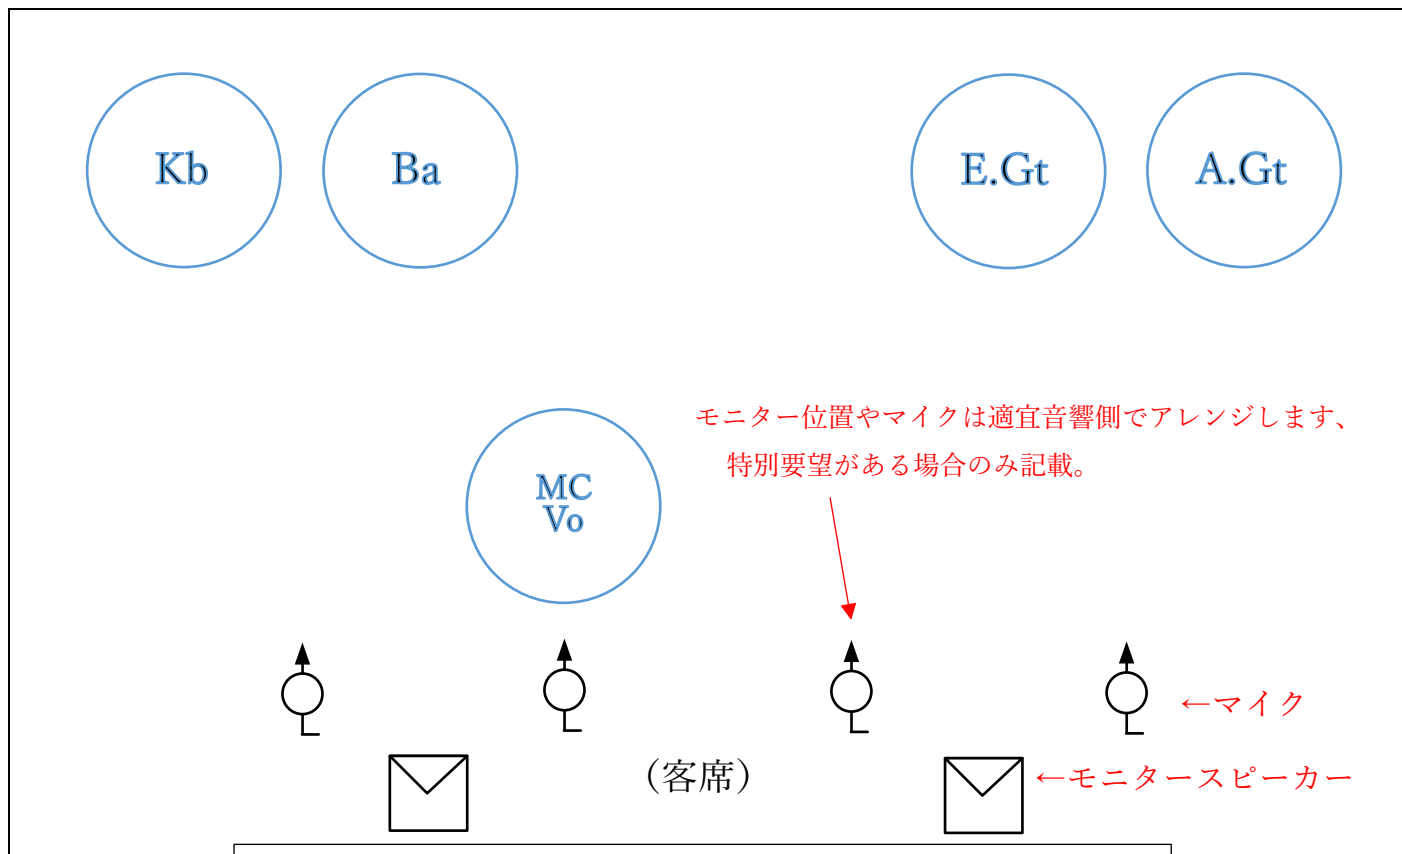 Kb
Ba
E.Gt
A.Gt
モニター位置やマイクは適宜音響側でアレンジします、
特別要望がある場合のみ記載。
MC
Vo
←マイク
（客席）
←モニタースピーカー